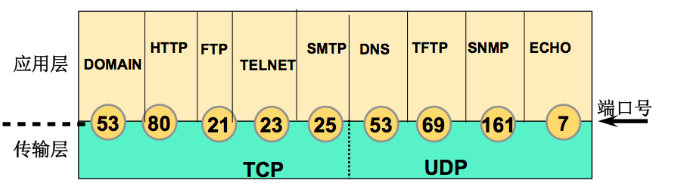 应用层
DOMAIN HTTP FTP TELNET SMTP DNS TFTP SNMP ECHO
53 80 21 23 25 53 69 161 7
端口号
传输层
TCP UDP